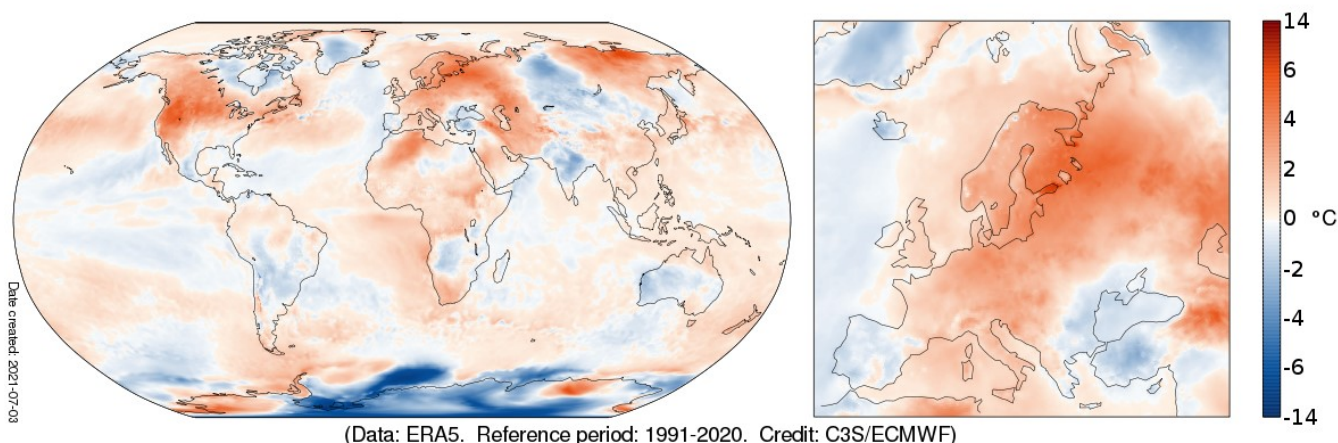 14
6
4
2
0 °C
-2
-4
-6
-14
Date created: 2021-07-03
(Data: ERA5. Reference period: 1991-2020. Credit: C3S/ECMWF)